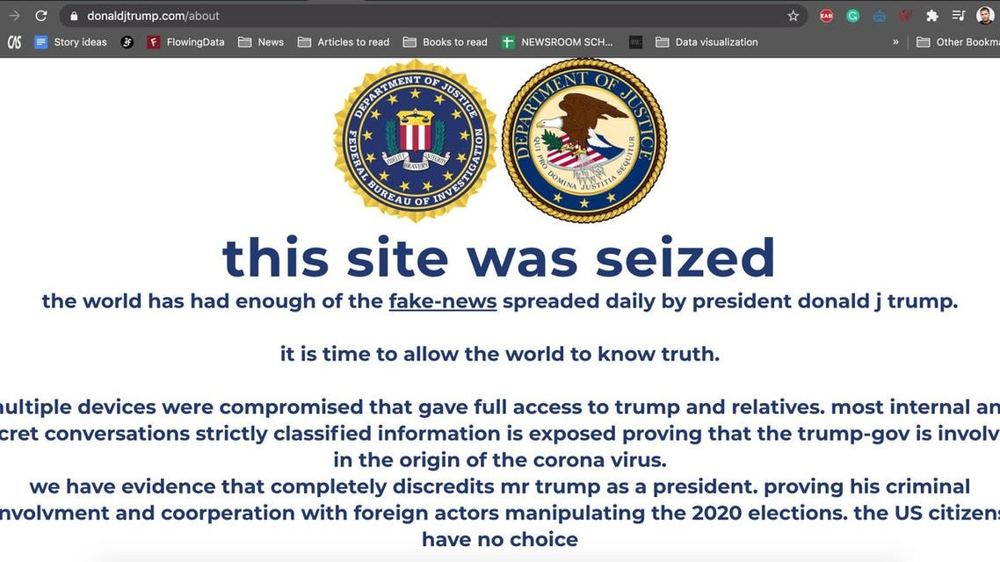 donaldjtrump.com/about
EAB
CAS Story ideas FlowingData News Articles to read Books to read NEWSROOM SCH... Data visualization » Other Bookma
DEPARTMENT OF JUSTICE
FEDERAL BUREAU OF INVESTIGATION
FIDELITY BRAVERY INTEGRITY
DEPARTMENT OF JUSTICE
QUI PRO DOMINA JUSTITIA SEQUITUR
this site was seized
the world has had enough of the fake-news spreaded daily by president donald j trump.
it is time to allow the world to know truth.
nultiple devices were compromised that gave full access to trump and relatives. most internal an
cret conversations strictly classified information is exposed proving that the trump-gov is involv
in the origin of the corona virus.
we have evidence that completely discredits mr trump as a president. proving his criminal
nvolvment and coorperation with foreign actors manipulating the 2020 elections. the US citizens
have no choice